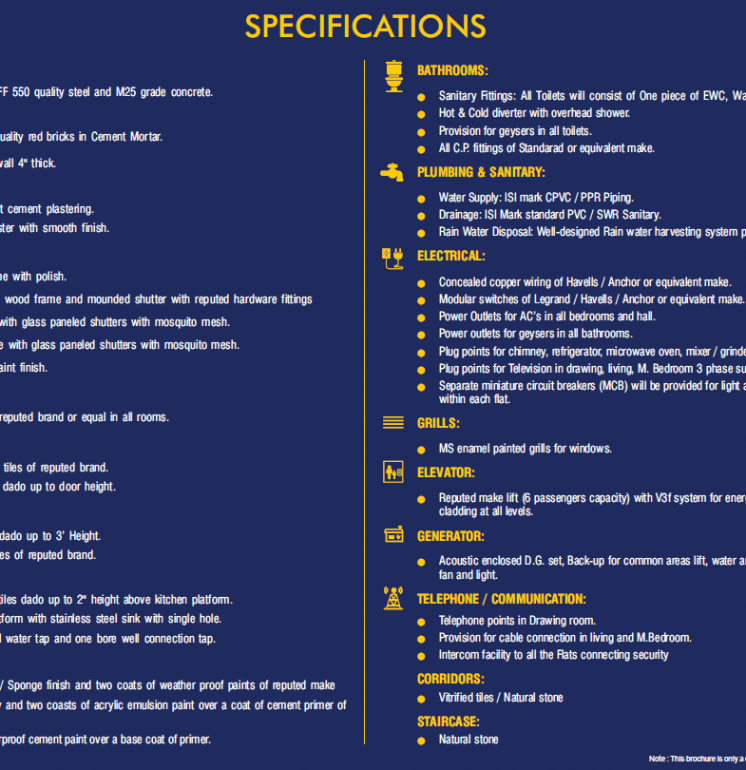 SPECIFICATIONS
FF 550 quality steel and M25 grade concrete.
uality red bricks in Cement Mortar.
wall 4" thick.
t cement plastering.
ster with smooth finish.
ne with polish.
wood frame and mounded shutter with reputed hardware fittings
with glass paneled shutters with mosquito mesh.
e with glass paneled shutters with mosquito mesh.
aint finish.
reputed brand or equal in all rooms.
tiles of reputed brand.
dado up to door height.
dado up to 3' Height.
es of reputed brand.
tiles dado up to 2" height above kitchen platform.
tform with stainless steel sink with single hole.
l water tap and one bore well connection tap.
/ Sponge finish and two coats of weather proof paints of reputed make
y and two coasts of acrylic emulsion paint over a coat of cement primer of
rproof cement paint over a base coat of primer.
BATHROOMS:
Sanitary Fittings: All Toilets will consist of One piece of EWC, Wa
Hot & Cold diverter with overhead shower.
Provision for geysers in all toilets.
All C.P. fittings of Standarad or equivalent make.
PLUMBING & SANITARY:
Water Supply: ISI mark CPVC / PPR Piping.
Drainage: ISI Mark standard PVC / SWR Sanitary.
Rain Water Disposal: Well-designed Rain water harvesting system p
ELECTRICAL:
Concealed copper wiring of Havells / Anchor or equivalent make.
Modular switches of Legrand / Havells / Anchor or equivalent make.
Power Outlets for AC's in all bedrooms and hall.
Power outlets for geysers in all bathrooms.
Plug points for chimney, refrigerator, microwave oven, mixer / grinde
Plug points for Television in drawing, living, M. Bedroom 3 phase su
Separate miniature circuit breakers (MCB) will be provided for light a
within each flat.
GRILLS:
MS enamel painted grills for windows.
ELEVATOR:
Reputed make lift (6 passengers capacity) with V3f system for ener
cladding at all levels.
GENERATOR:
Acoustic enclosed D.G. set, Back-up for common areas lift, water a
fan and light.
TELEPHONE / COMMUNICATION:
Telephone points in Drawing room.
Provision for cable connection in living and M.Bedroom.
Intercom facility to all the Flats connecting security
CORRIDORS:
Vitrified tiles / Natural stone
STAIRCASE:
Natural stone
Note : This brochure is only a